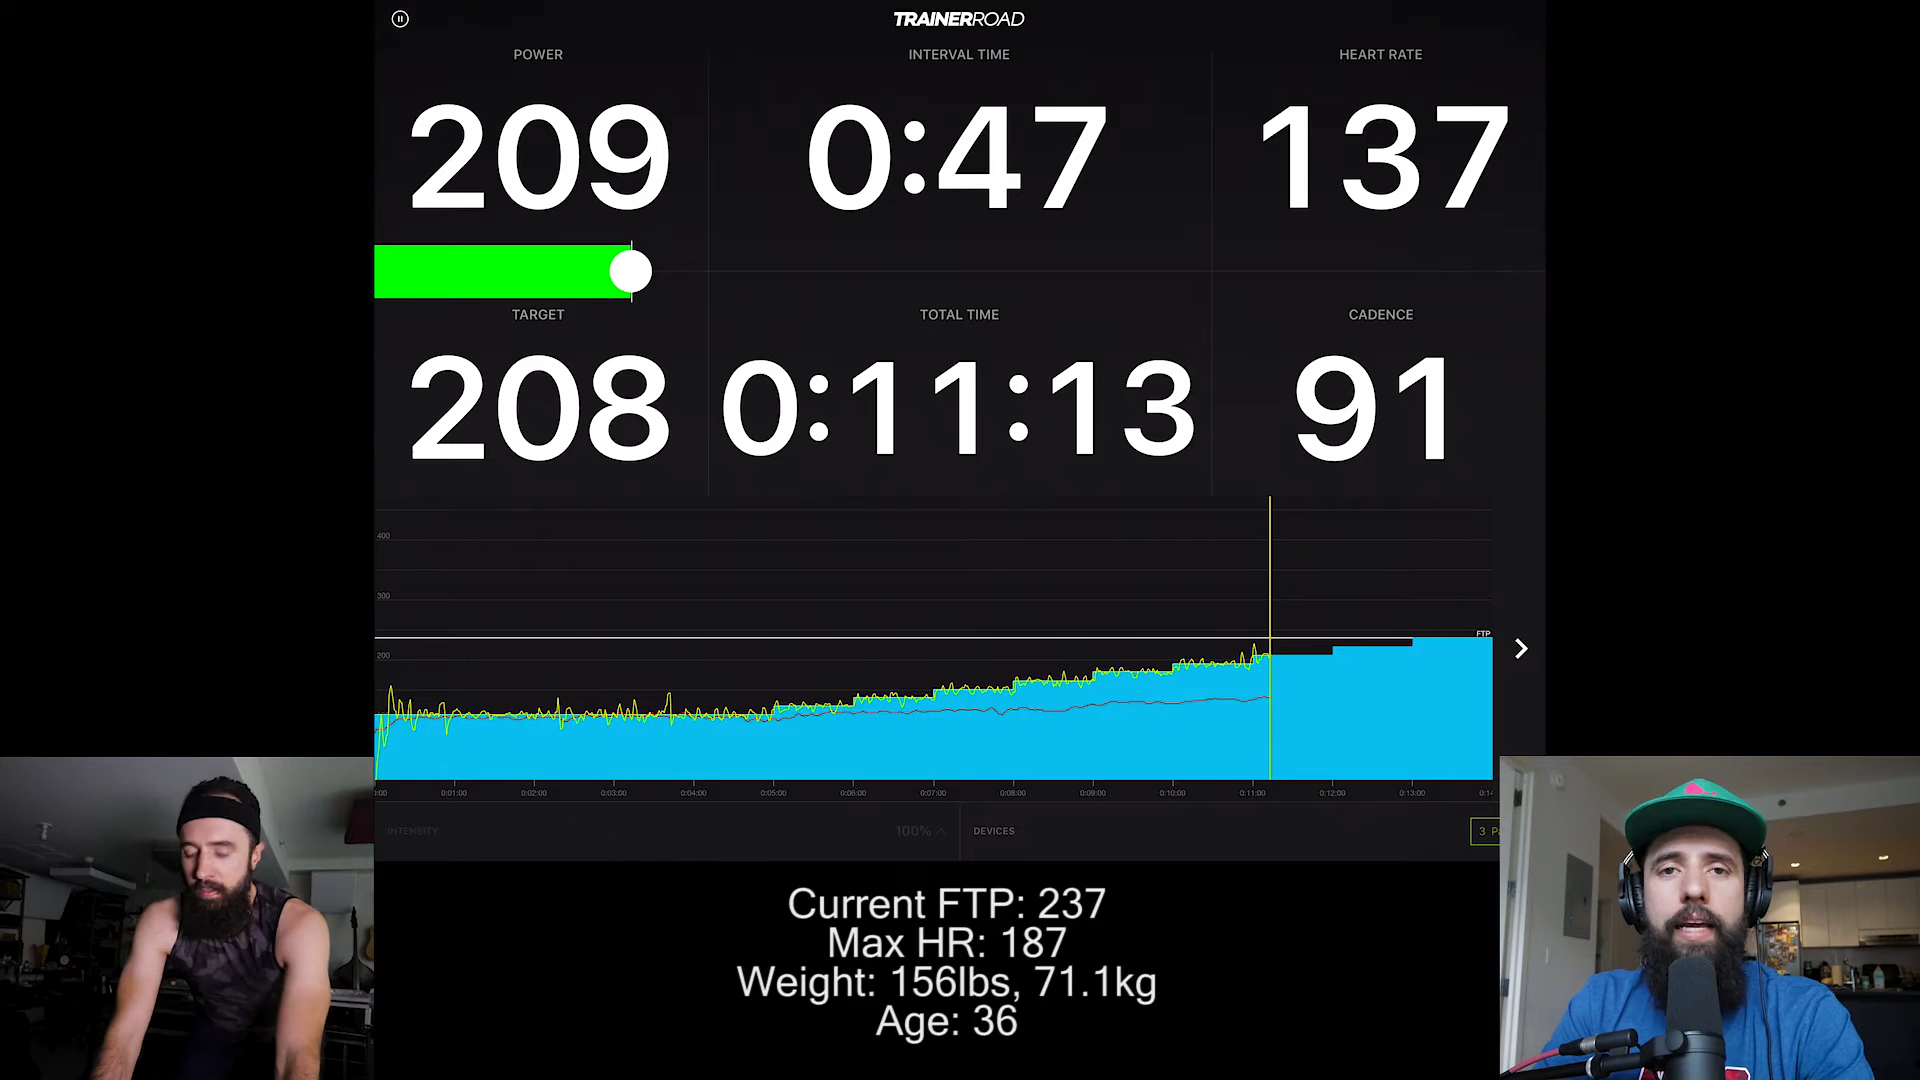 TRAINERROAD
POWER
INTERVAL TIME
HEART RATE
209
0:47
137
TARGET
TOTAL TIME
CADENCE
208
0:11:13
91
400
300
FTP
200
:00 0:01:00 0:02:00 0:03:00 0:04:00 0:05:00 0:06:00 0:07:00 0:08:00 0:09:00 0:10:00 0:11:00 0:12:00 0:13:00 0:14
INTENSITY
100%
DEVICES
3 P
Current FTP: 237
Max HR: 187
Weight: 156lbs, 71.1kg
Age: 36